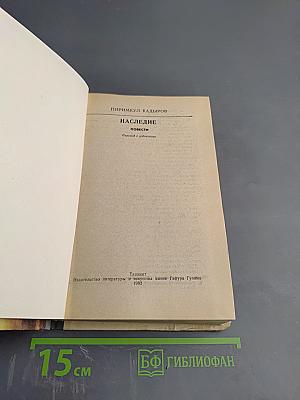 ПИРИМКУЛ КАДЫРОВ
НАСЛЕДИЕ
ПОВЕСТИ
Перевод с узбекского
Ташкент
Издательство литературы и искусства имени Гафура Гуляма
1982
15 см
БФ БИБЛИОФАН